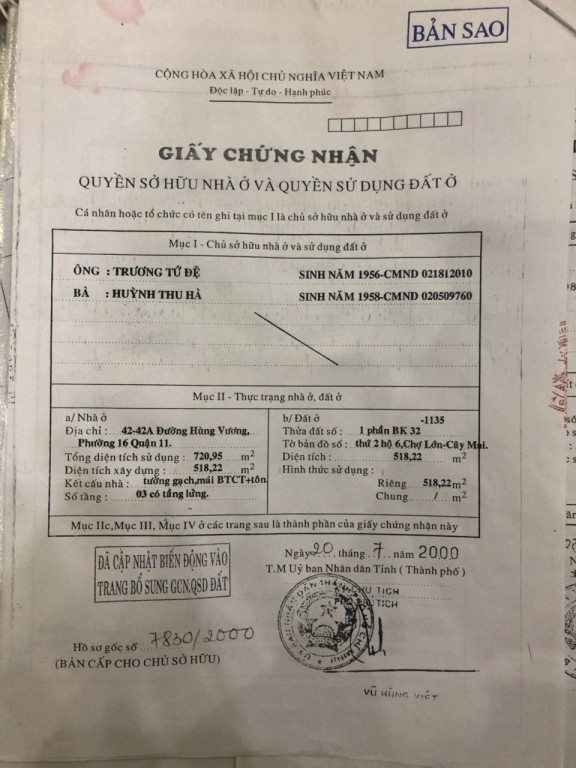 BẢN SAO
CỘNG HÒA XÃ HỘI CHỦ NGHĨA VIỆT NAM
Độc lập - Tự do - Hạnh phúc
GIẤY CHỨNG NHẬN
QUYỀN SỞ HỮU NHÀ Ở VÀ QUYỀN SỬ DỤNG ĐẤT Ở
Cá nhân hoặc tổ chức có tên ghi tại mục I là chủ sở hữu nhà ở và sử dụng đất ở
Mục I - Chủ sở hữu nhà ở và sử dụng đất ở
ÔNG : TRƯƠNG TỨ ĐỆ SINH NĂM 1956-CMND 021812010
BÀ : HUỲNH THU HÀ SINH NĂM 1958-CMND 020509760
Mục II - Thực trạng nhà ở, đất ở
a/ Nhà ở
Địa chỉ : 42-42A Đường Hùng Vương,
Phường 16 Quận 11.
Tổng diện tích sử dụng : 720,95 m2
Diện tích xây dựng : 518,22 m2
Kết cấu nhà : tường gạch,mái BTCT+tôn.
Số tầng : 03 có tầng lửng.
b/ Đất ở -1135
Thửa đất số : 1 phần BK 32
Tờ bản đồ số : thứ 2 hộ 6,Chợ Lớn-Cây Mai.
Diện tích : 518,22 m2
Hình thức sử dụng :
Riêng 518,22m2
Chung / m2
Mục IIc,Mục III, Mục IV ở các trang sau là thành phần của giấy chứng nhận này
ĐÃ CẬP NHẬT BIẾN ĐỘNG VÀO
TRANG BỔ SUNG GCN,QSD ĐẤT
Ngày 20 tháng 7 năm 2000
T.M Uỷ ban Nhân dân Tỉnh ( Thành phố )
CHỦ TỊCH
Hồ sơ gốc số 7830/2000
(BẢN CẤP CHO CHỦ SỞ HỮU)
VŨ HÙNG VIỆT